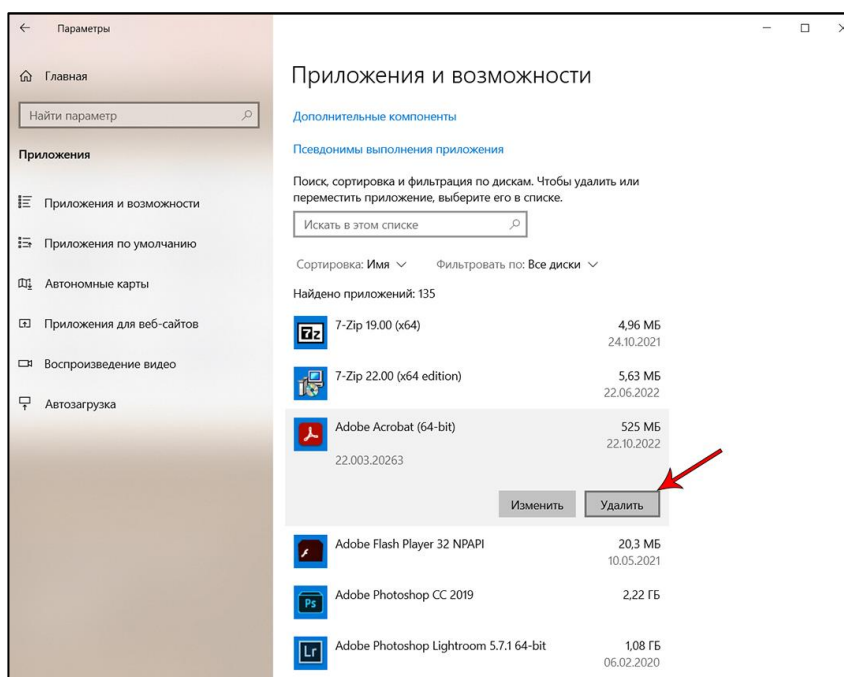 Параметры
Главная
Найти параметр
Приложения
Приложения и возможности
Приложения по умолчанию
Автономные карты
Приложения для веб-сайтов
Воспроизведение видео
Автозагрузка
Приложения и возможности
Дополнительные компоненты
Псевдонимы выполнения приложения
Поиск, сортировка и фильтрация по дискам. Чтобы удалить или
переместить приложение, выберите его в списке.
Искать в этом списке
Сортировка: Имя Фильтровать по: Все диски
Найдено приложений: 135
7-Zip 19.00 (x64) 4,96 МБ
24.10.2021
7-Zip 22.00 (x64 edition) 5,63 МБ
22.06.2022
Adobe Acrobat (64-bit) 525 МБ
22.10.2022
22.003.20263
Изменить Удалить
Adobe Flash Player 32 NPAPI 20,3 МБ
10.05.2021
Adobe Photoshop CC 2019 2,22 ГБ
Adobe Photoshop Lightroom 5.7.1 64-bit 1,08 ГБ
06.02.2020